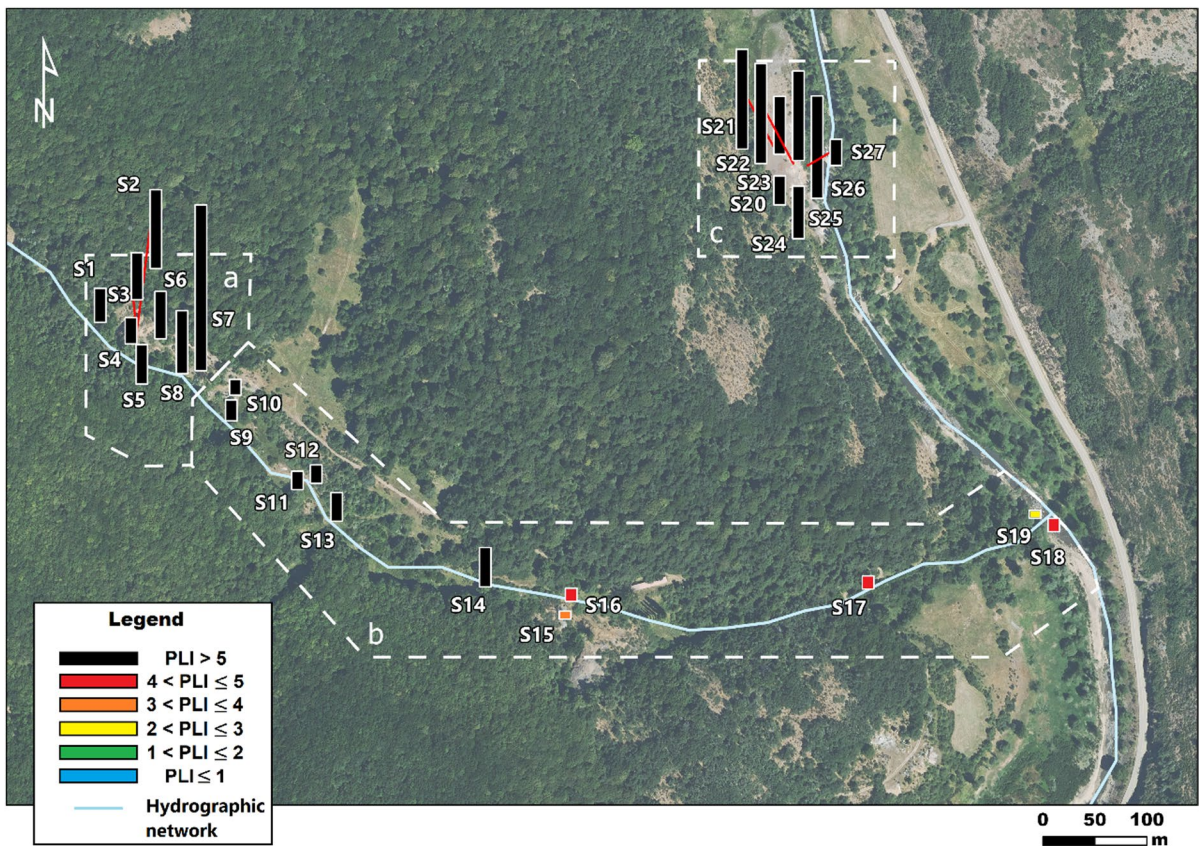 N
S21
S22
S23
S20
S24
S25
S26
S27
c
S2
S1
S3
S6
a
S7
S4
S5
S8
S10
S9
S12
S11
S13
S14
S16
S15
S17
S19
S18
b
Legend
PLI > 5
4 < PLI ≤ 5
3 < PLI ≤ 4
2 < PLI ≤ 3
1 < PLI ≤ 2
PLI ≤ 1
Hydrographic
network
0 50 100
m